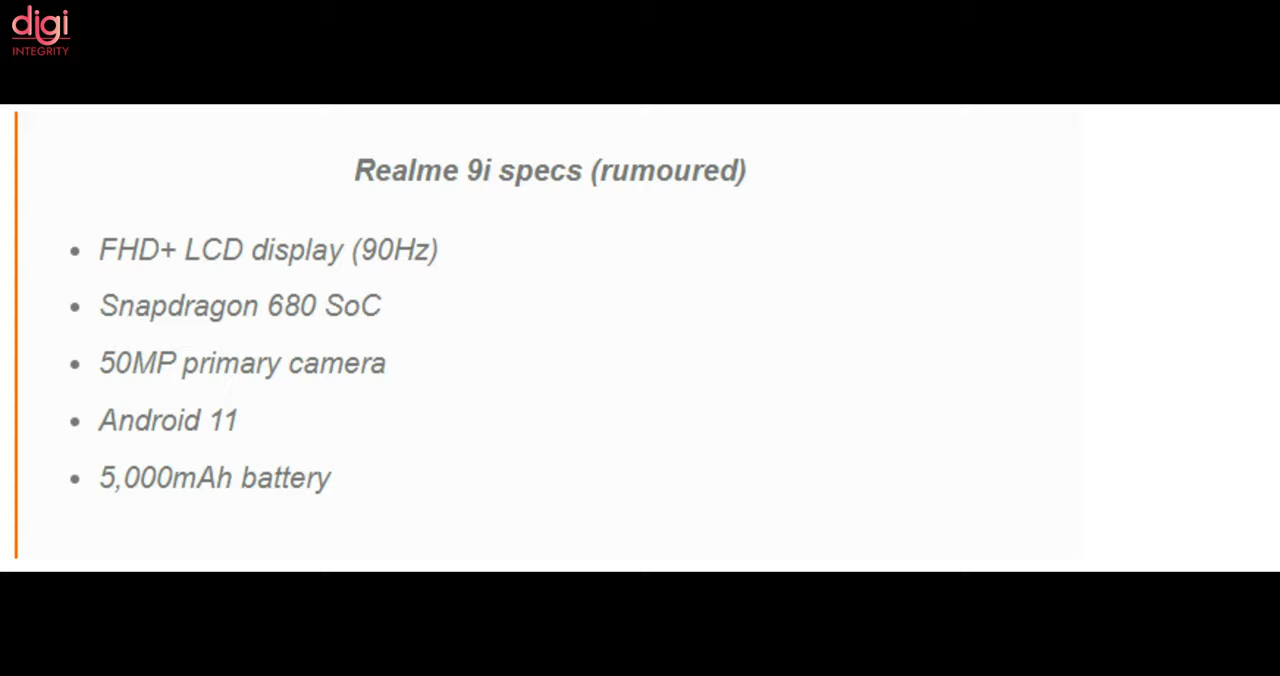 digi
INTEGRITY
Realme 9i specs (rumoured)
• FHD+ LCD display (90Hz)
• Snapdragon 680 SoC
• 50MP primary camera
• Android 11
• 5,000mAh battery